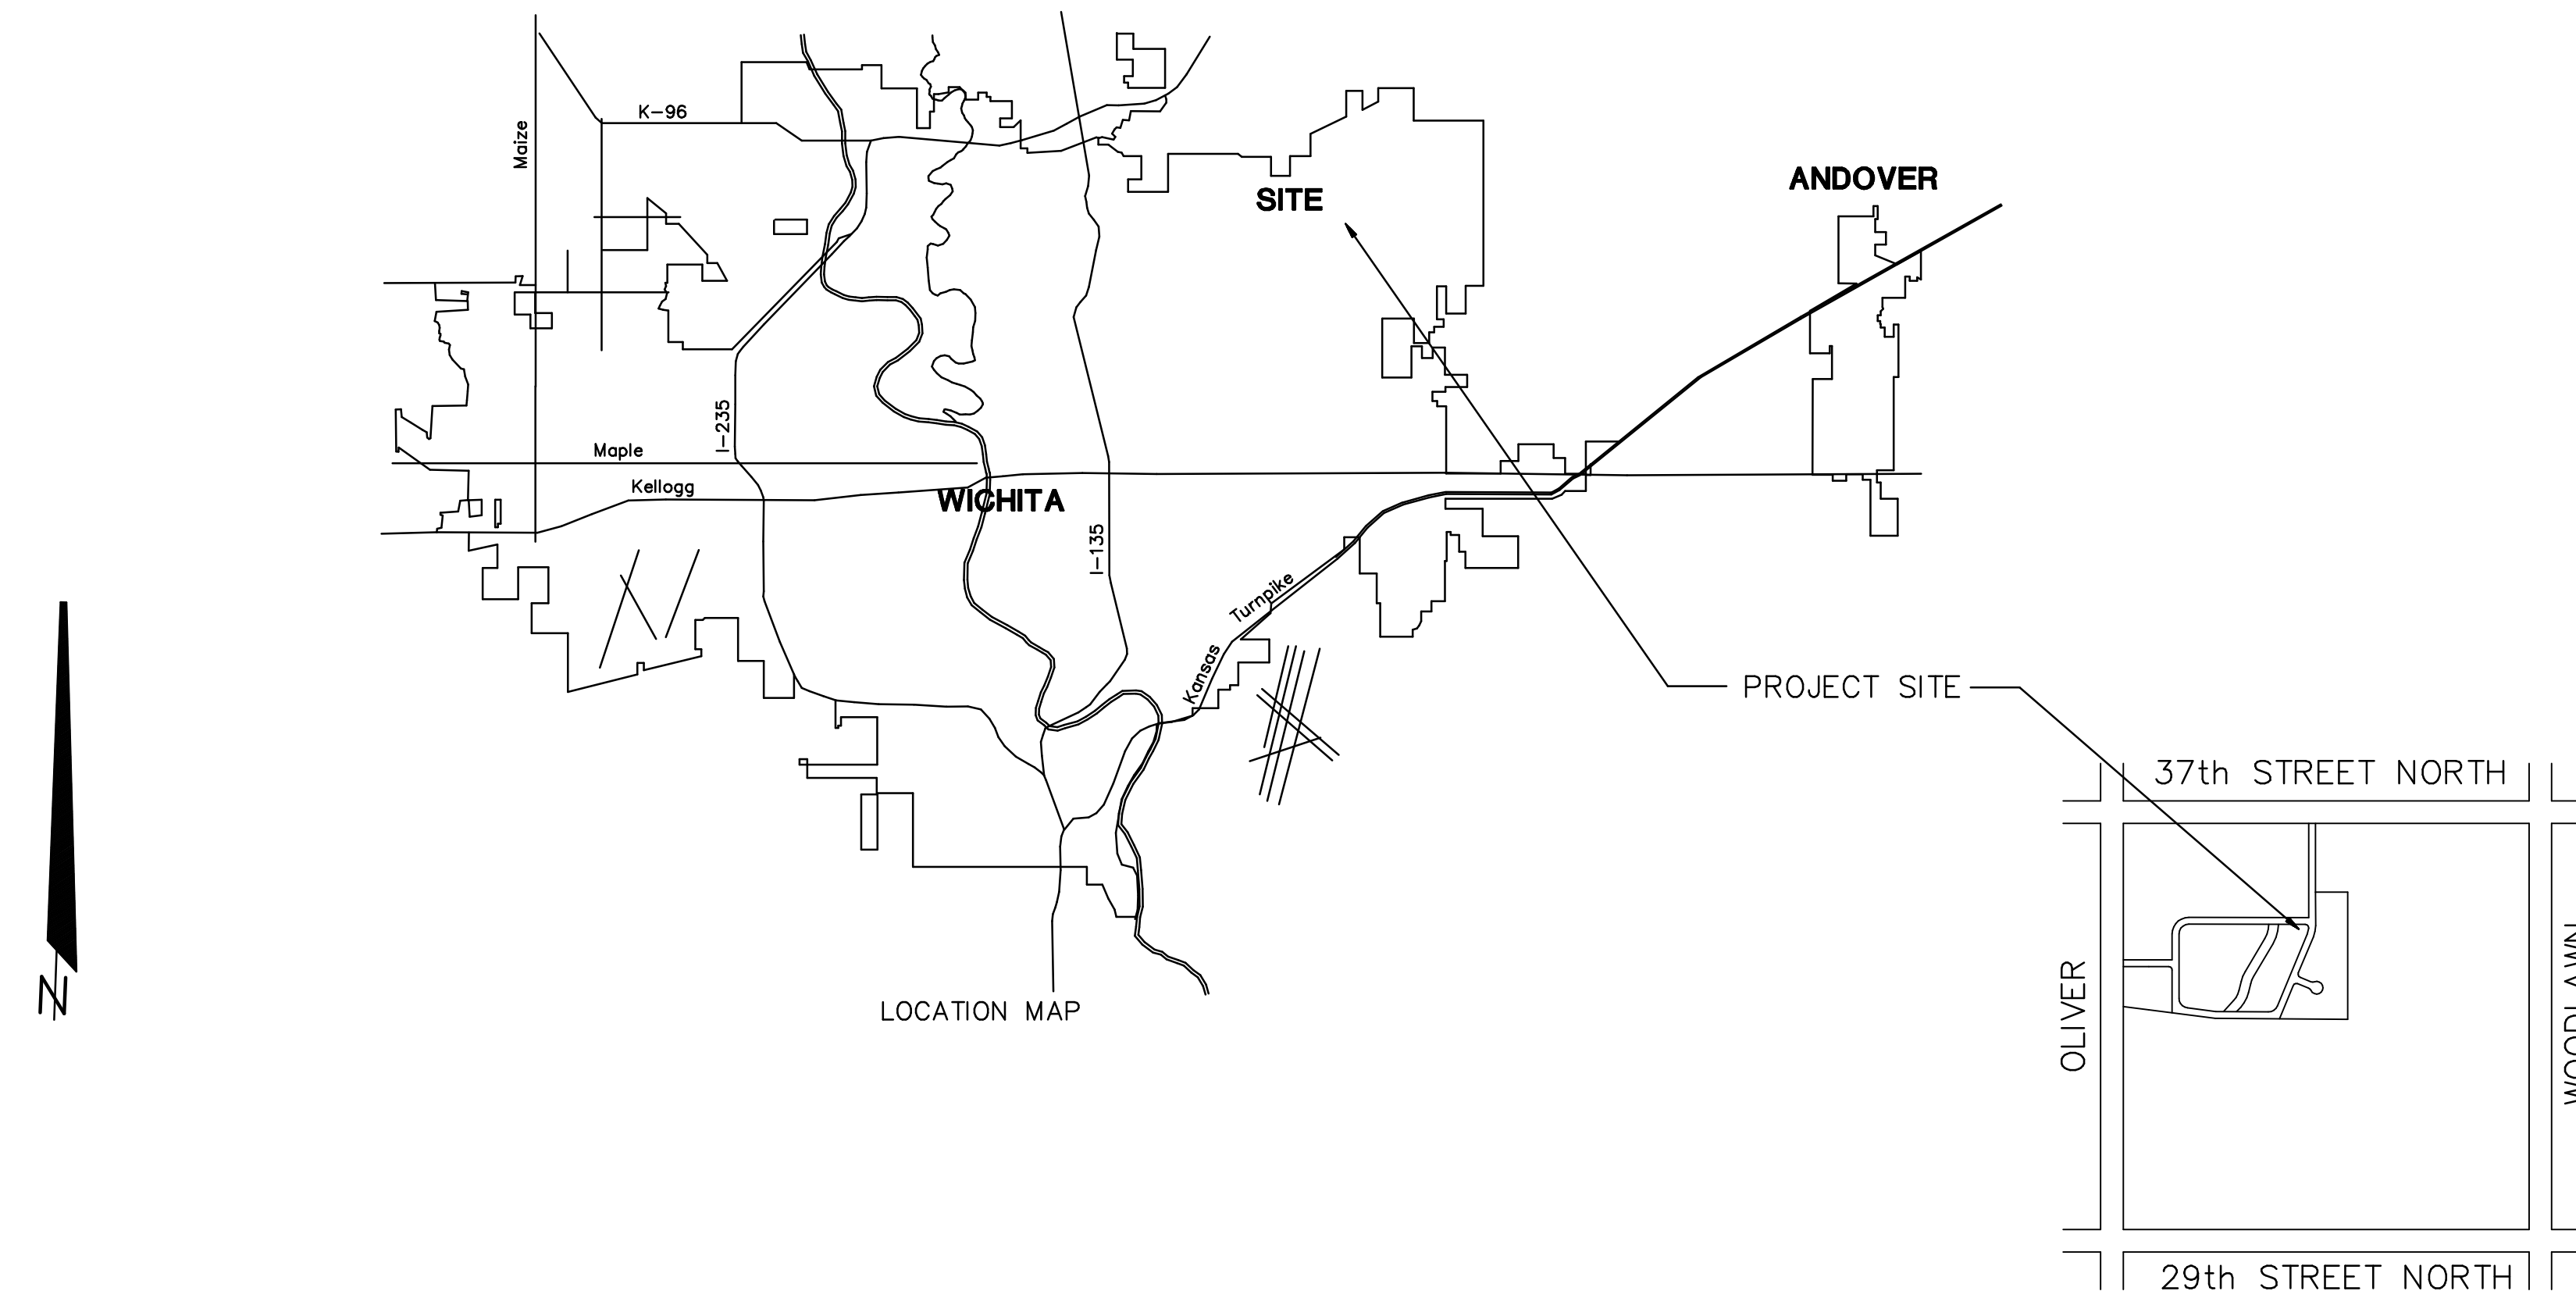 K-96
Maize
SITE
ANDOVER
I-235
Maple
Kellogg
WICHITA
I-135
Turnpike
Kansas
PROJECT SITE
37th STREET NORTH
OLIVER
WOODLAWN
N
LOCATION MAP
29th STREET NORTH